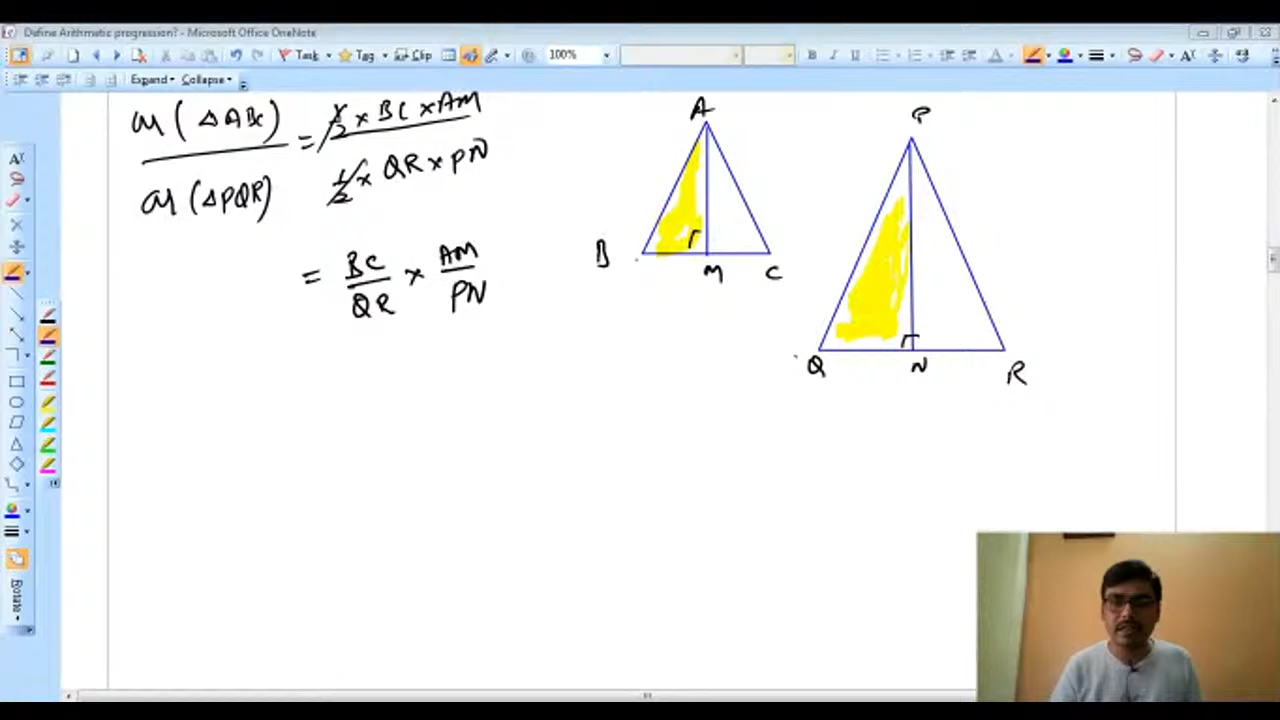 Define Arithmetic progression? - Microsoft Office OneNote
Task Tag Clip 100% B I U A
Expand Collapse
ar (△ABC) = 1/2 × BC × AM
ar (△PQR) 1/2 × QR × PN
= BC/QR × AM/PN
A
B M C
P
Q N R
Rotate